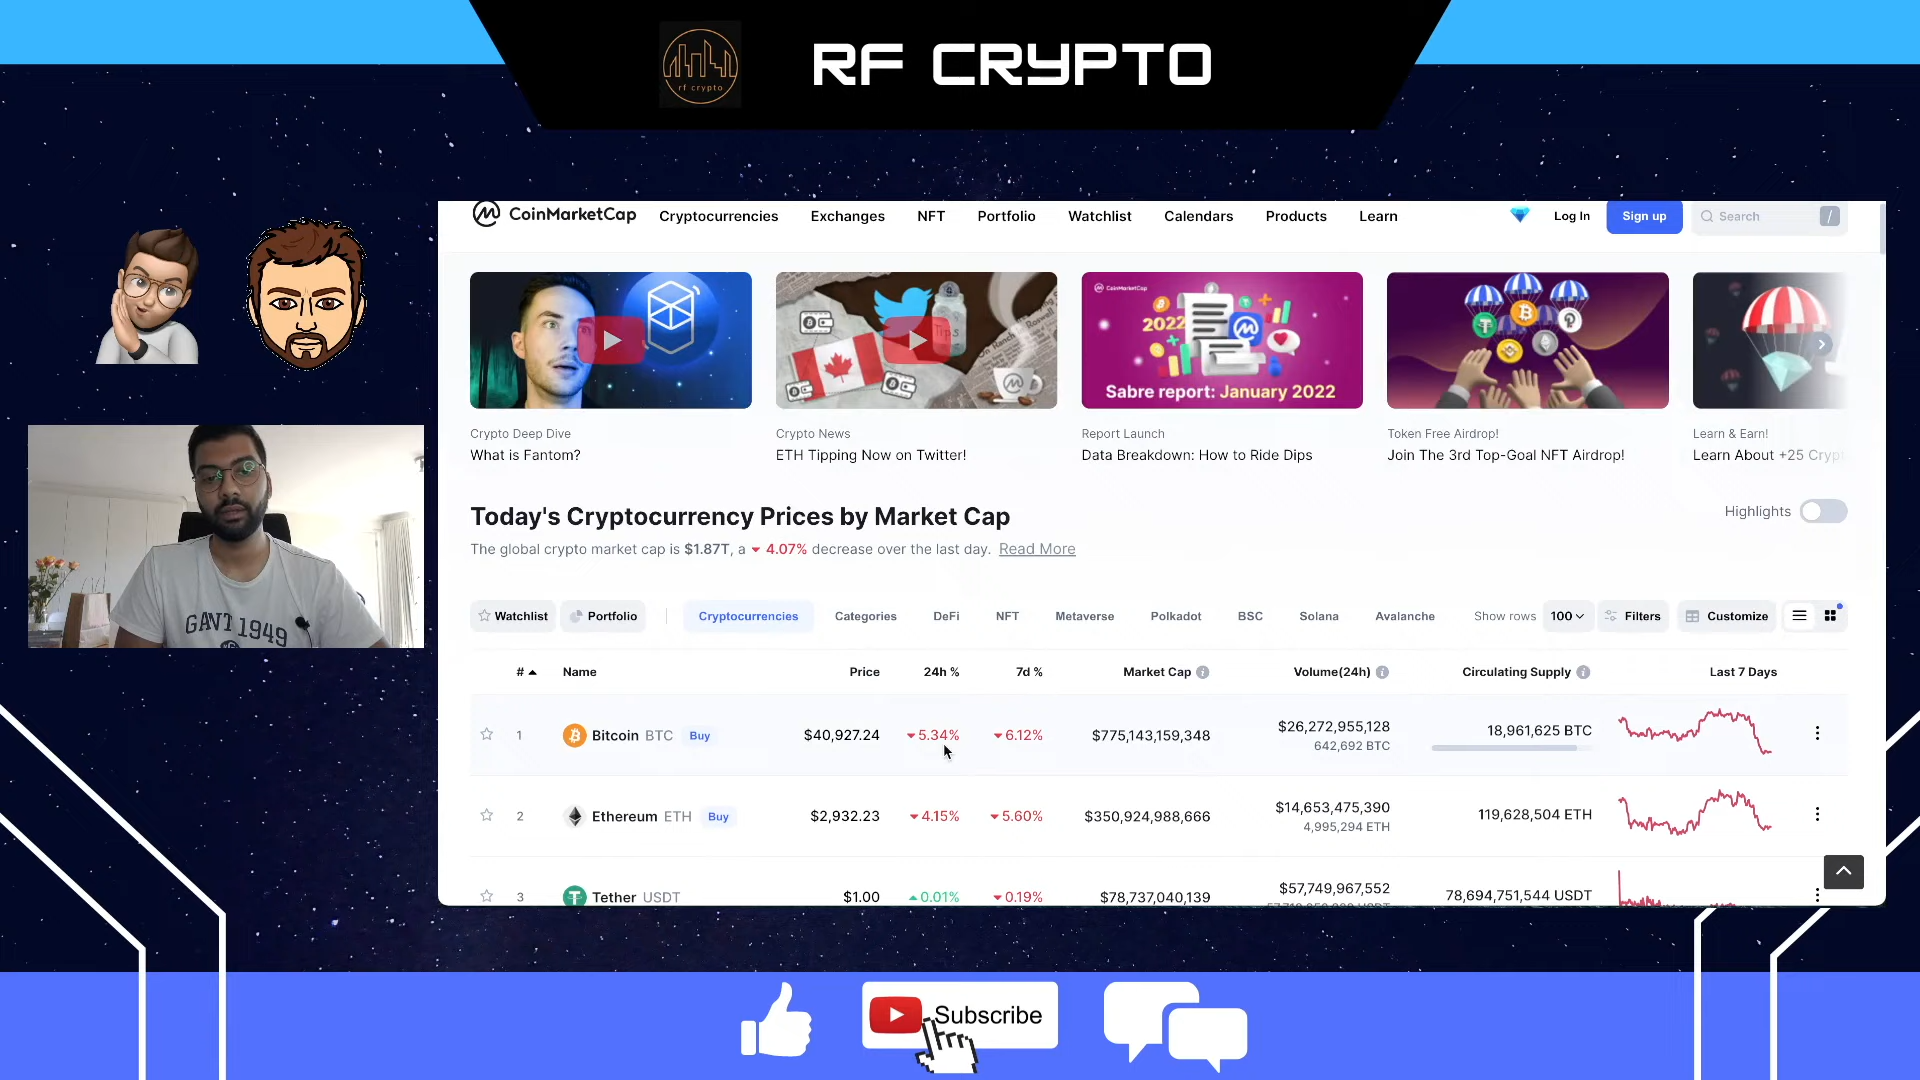 rf crypto
RF CRYPTO
CoinMarketCap Cryptocurrencies Exchanges NFT Portfolio Watchlist Calendars Products Learn Log In Sign up Search /
CoinMarketCap
2022
Sabre report: January 2022
Crypto Deep Dive
What is Fantom?
Crypto News
ETH Tipping Now on Twitter!
Report Launch
Data Breakdown: How to Ride Dips
Token Free Airdrop!
Join The 3rd Top-Goal NFT Airdrop!
Learn & Earn!
Learn About +25 Crypt
Today's Cryptocurrency Prices by Market Cap
Highlights
The global crypto market cap is $1.87T, a 4.07% decrease over the last day. Read More
Watchlist Portfolio Cryptocurrencies Categories DeFi NFT Metaverse Polkadot BSC Solana Avalanche Show rows 100 Filters Customize
# Name Price 24h % 7d % Market Cap Volume(24h) Circulating Supply Last 7 Days
1 Bitcoin BTC Buy $40,927.24 5.34% 6.12% $775,143,159,348 $26,272,955,128 18,961,625 BTC
642,692 BTC
2 Ethereum ETH Buy $2,932.23 4.15% 5.60% $350,924,988,666 $14,653,475,390 119,628,504 ETH
4,995,294 ETH
3 Tether USDT $1.00 0.01% 0.19% $78,737,040,139 $57,749,967,552 78,694,751,544 USDT
GANT 1949
Subscribe